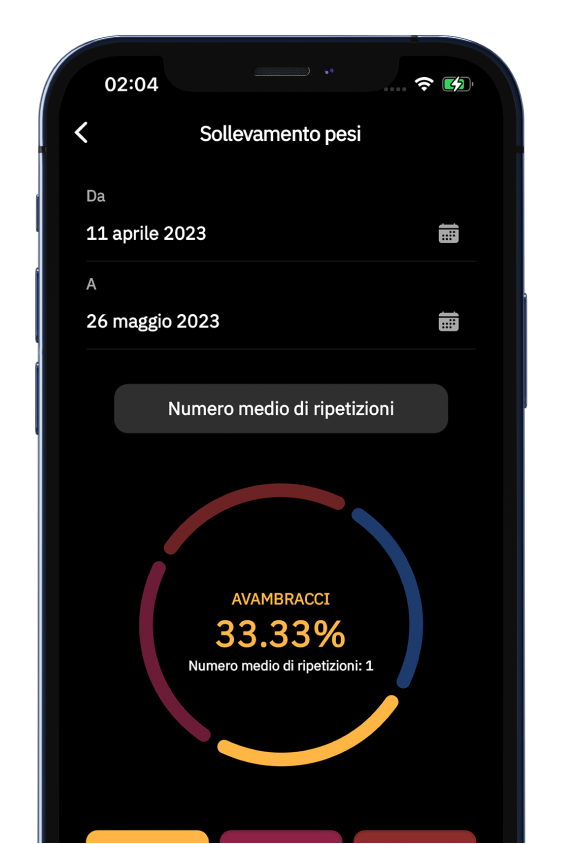 02:04
Sollevamento pesi
Da
11 aprile 2023
A
26 maggio 2023
Numero medio di ripetizioni
AVAMBRACCI
33.33%
Numero medio di ripetizioni: 1